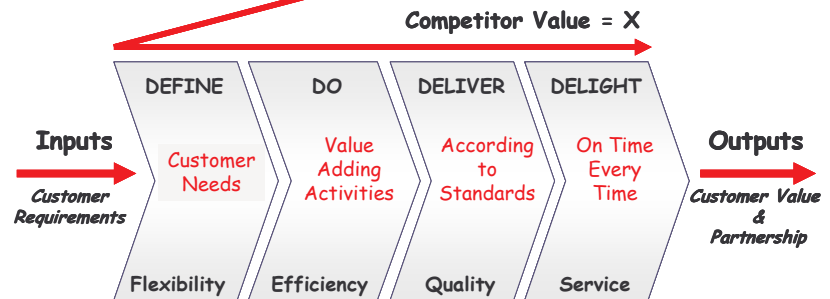 Competitor Value = X
DEFINE
DO
DELIVER
DELIGHT
Inputs
Customer
Requirements
Customer
Needs
Value
Adding
Activities
According
to
Standards
On Time
Every
Time
Outputs
Customer Value
&
Partnership
Flexibility
Efficiency
Quality
Service